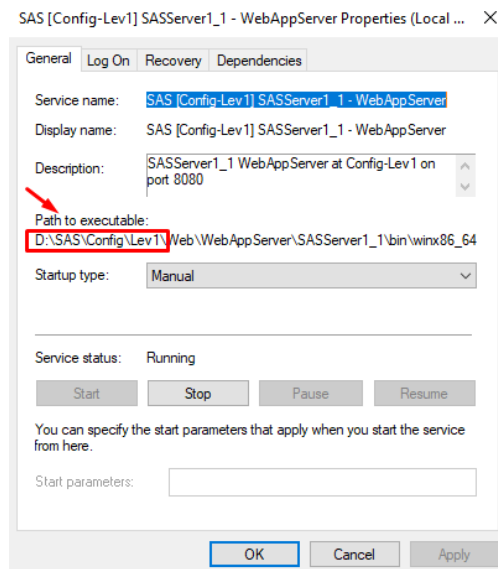 SAS [Config-Lev1] SASServer1_1 - WebAppServer Properties (Local ...
General Log On Recovery Dependencies
Service name: SAS [Config-Lev1] SASServer1_1 - WebAppServer
Display name: SAS [Config-Lev1] SASServer1_1 - WebAppServer
Description: SASServer1_1 WebAppServer at Config-Lev1 on
port 8080
Path to executable:
D:\SAS\Config\Lev1\Web\WebAppServer\SASServer1_1\bin\winx86_64
Startup type: Manual
Service status: Running
Start Stop Pause Resume
You can specify the start parameters that apply when you start the service
from here.
Start parameters:
OK Cancel Apply